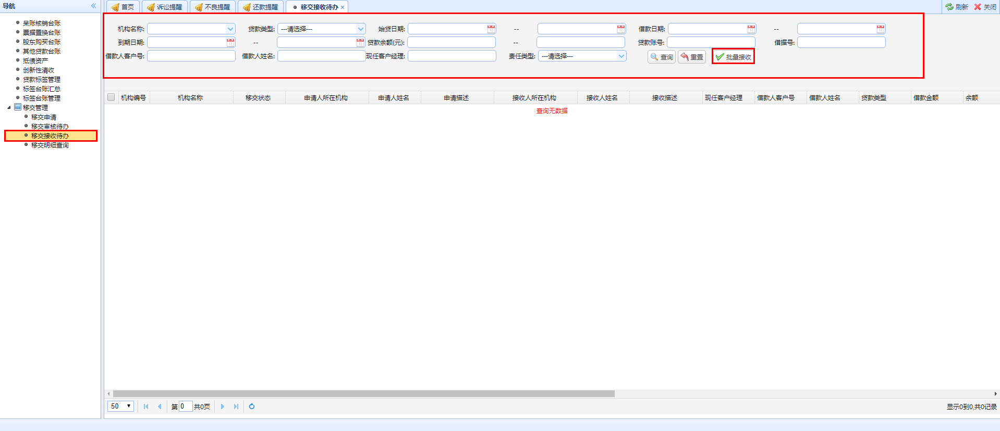 导航
呆账核销台账
票据置换台账
股东购买台账
其他贷款台账
抵债资产
创新性清收
贷款标签管理
标签台账汇总
标签台账管理
移交管理
移交申请
移交审核待办
移交接收待办
移交明细查询
首页 诉讼提醒 不良提醒 还款提醒 移交接收待办 刷新 关闭
机构名称: 贷款类型: ---请选择--- 始贷日期: -- 借款日期: --
到期日期: -- 贷款余额(元): -- 贷款账号: 借据号:
借款人客户号: 借款人姓名: 现任客户经理: 责任类型: ---请选择--- 查询 重置 批量接收
机构编号 机构名称 移交状态 申请人所在机构 申请人姓名 申请描述 接收人所在机构 接收人姓名 接收描述 现任客户经理 借款人客户号 借款人姓名 贷款类型 借款金额 余额
查询无数据
50 第 0 共0页 显示0到0,共0记录